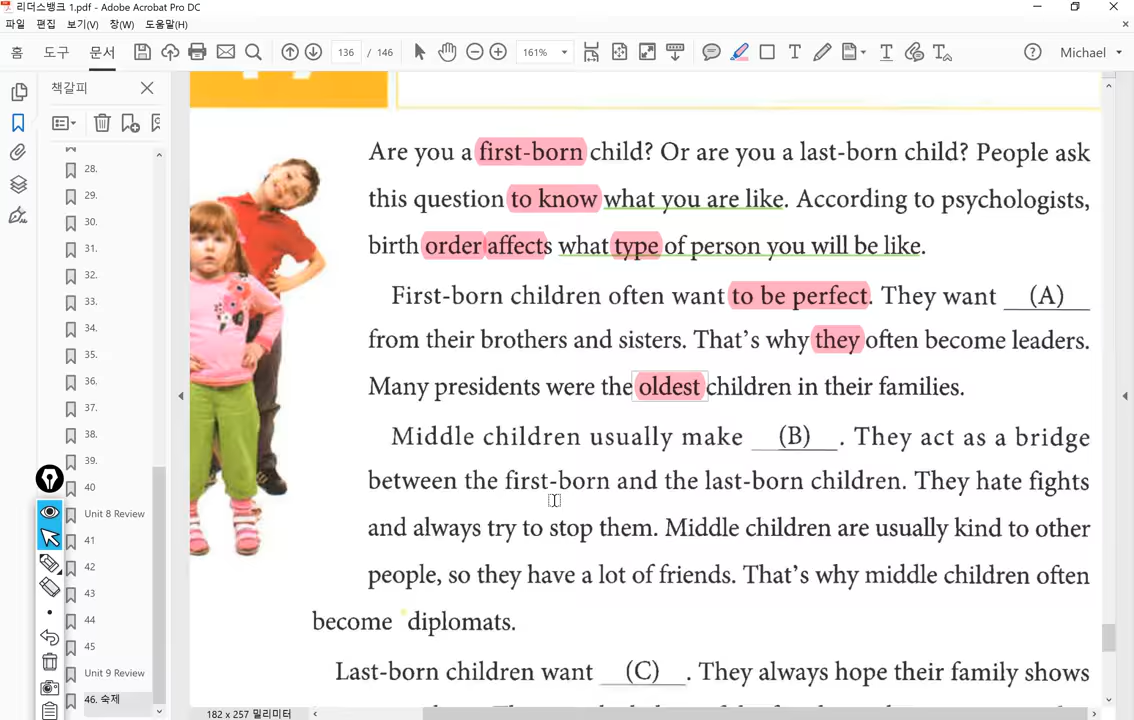 리더스뱅크 1.pdf - Adobe Acrobat Pro DC
파일 편집 보기(V) 창(W) 도움말(H)
홈 도구 문서 136 / 146 161% Michael
책갈피
28.
29.
30.
31.
32.
33.
34.
35.
36.
37.
38.
39.
40
Unit 8 Review
41
42
43
44
45
Unit 9 Review
46. 숙제
Are you a first-born child? Or are you a last-born child? People ask
this question to know what you are like. According to psychologists,
birth order affects what type of person you will be like.
First-born children often want to be perfect. They want (A)
from their brothers and sisters. That's why they often become leaders.
Many presidents were the oldest children in their families.
Middle children usually make (B) . They act as a bridge
between the first-born and the last-born children. They hate fights
and always try to stop them. Middle children are usually kind to other
people, so they have a lot of friends. That's why middle children often
become *diplomats.
Last-born children want (C) . They always hope their family shows
182 x 257 밀리미터